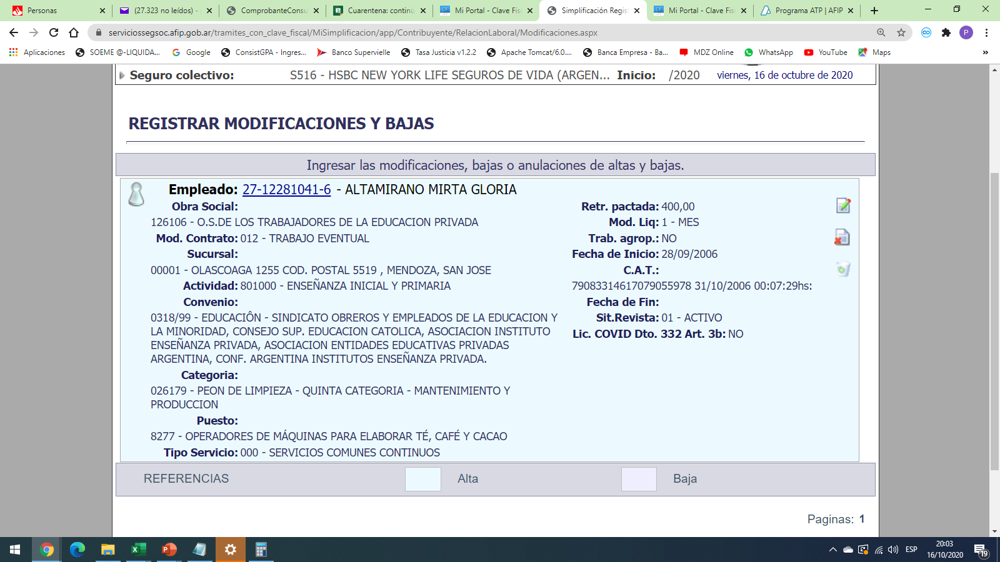 Personas
(27.323 no leídos) -
ComprobanteConsu
Cuarentena: continú
Mi Portal - Clave Fis
Simplificación Regis
Mi Portal - Clave Fis
Programa ATP | AFIP
serviciossegsoc.afip.gob.ar/tramites_con_clave_fiscal/MiSimplificacion/app/Contribuyente/RelacionLaboral/Modificaciones.aspx
P
Aplicaciones
SOEME @-LIQUIDA...
Google
ConsistGPA - Ingres...
Banco Supervielle
Tasa Justicia v1.2.2
Apache Tomcat/6.0....
Banca Empresa - Ba...
MDZ Online
WhatsApp
YouTube
Maps
»
Seguro colectivo: S516 - HSBC NEW YORK LIFE SEGUROS DE VIDA (ARGEN... Inicio: /2020 viernes, 16 de octubre de 2020
REGISTRAR MODIFICACIONES Y BAJAS
Ingresar las modificaciones, bajas o anulaciones de altas y bajas.
Empleado: 27-12281041-6 - ALTAMIRANO MIRTA GLORIA
Obra Social:
126106 - O.S.DE LOS TRABAJADORES DE LA EDUCACION PRIVADA
Mod. Contrato: 012 - TRABAJO EVENTUAL
Sucursal:
00001 - OLASCOAGA 1255 COD. POSTAL 5519 , MENDOZA, SAN JOSE
Actividad: 801000 - ENSEÑANZA INICIAL Y PRIMARIA
Convenio:
0318/99 - EDUCACIÔN - SINDICATO OBREROS Y EMPLEADOS DE LA EDUCACION Y
LA MINORIDAD, CONSEJO SUP. EDUCACION CATOLICA, ASOCIACION INSTITUTO
ENSEÑANZA PRIVADA, ASOCIACION ENTIDADES EDUCATIVAS PRIVADAS
ARGENTINA, CONF. ARGENTINA INSTITUTOS ENSEÑANZA PRIVADA.
Categoria:
026179 - PEON DE LIMPIEZA - QUINTA CATEGORIA - MANTENIMIENTO Y
PRODUCCION
Puesto:
8277 - OPERADORES DE MÁQUINAS PARA ELABORAR TÉ, CAFÉ Y CACAO
Tipo Servicio: 000 - SERVICIOS COMUNES CONTINUOS
Retr. pactada: 400,00
Mod. Liq: 1 - MES
Trab. agrop.: NO
Fecha de Inicio: 28/09/2006
C.A.T.:
79083314617079055978 31/10/2006 00:07:29hs:
Fecha de Fin:
Sit.Revista: 01 - ACTIVO
Lic. COVID Dto. 332 Art. 3b: NO
REFERENCIAS Alta Baja
Paginas: 1
ESP
20:03
16/10/2020
19